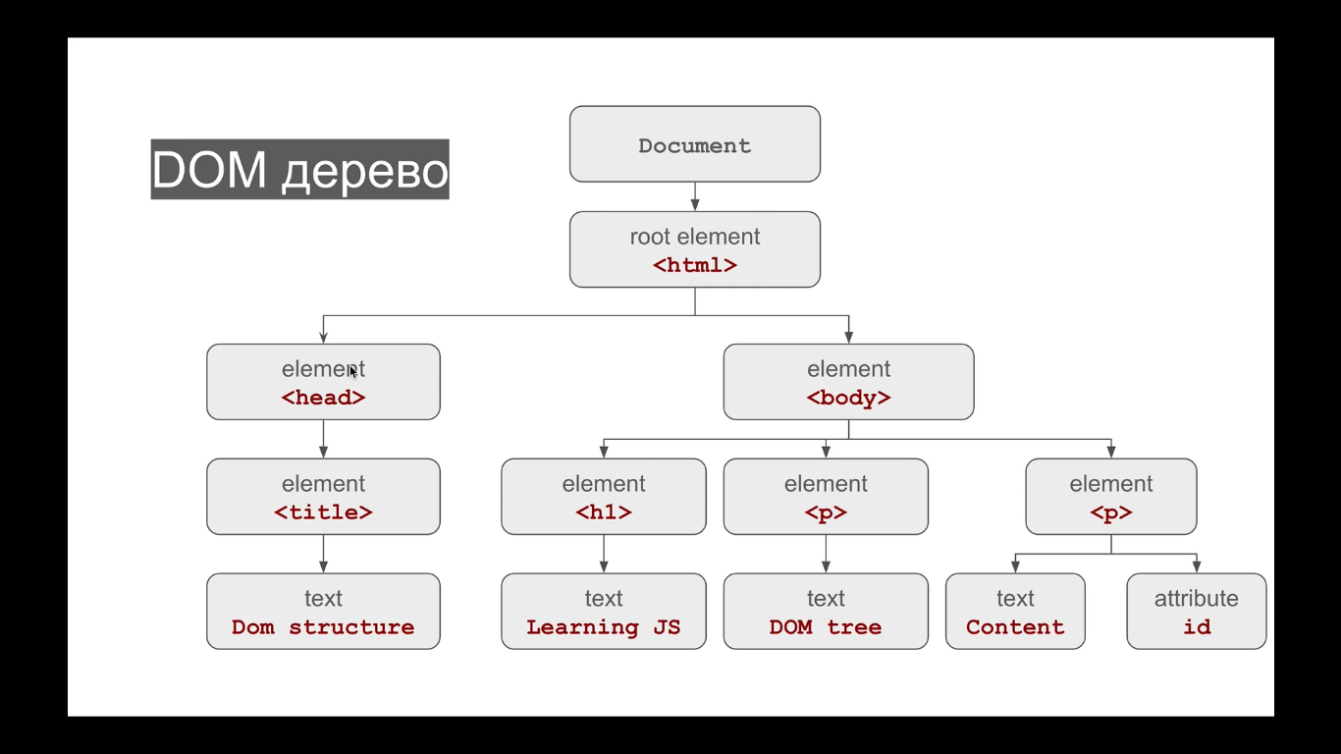 DOM дерево
Document
root element
<html>
element
<head>
element
<body>
element
<title>
element
<h1>
element
<p>
element
<p>
text
Dom structure
text
Learning JS
text
DOM tree
text
Content
attribute
id